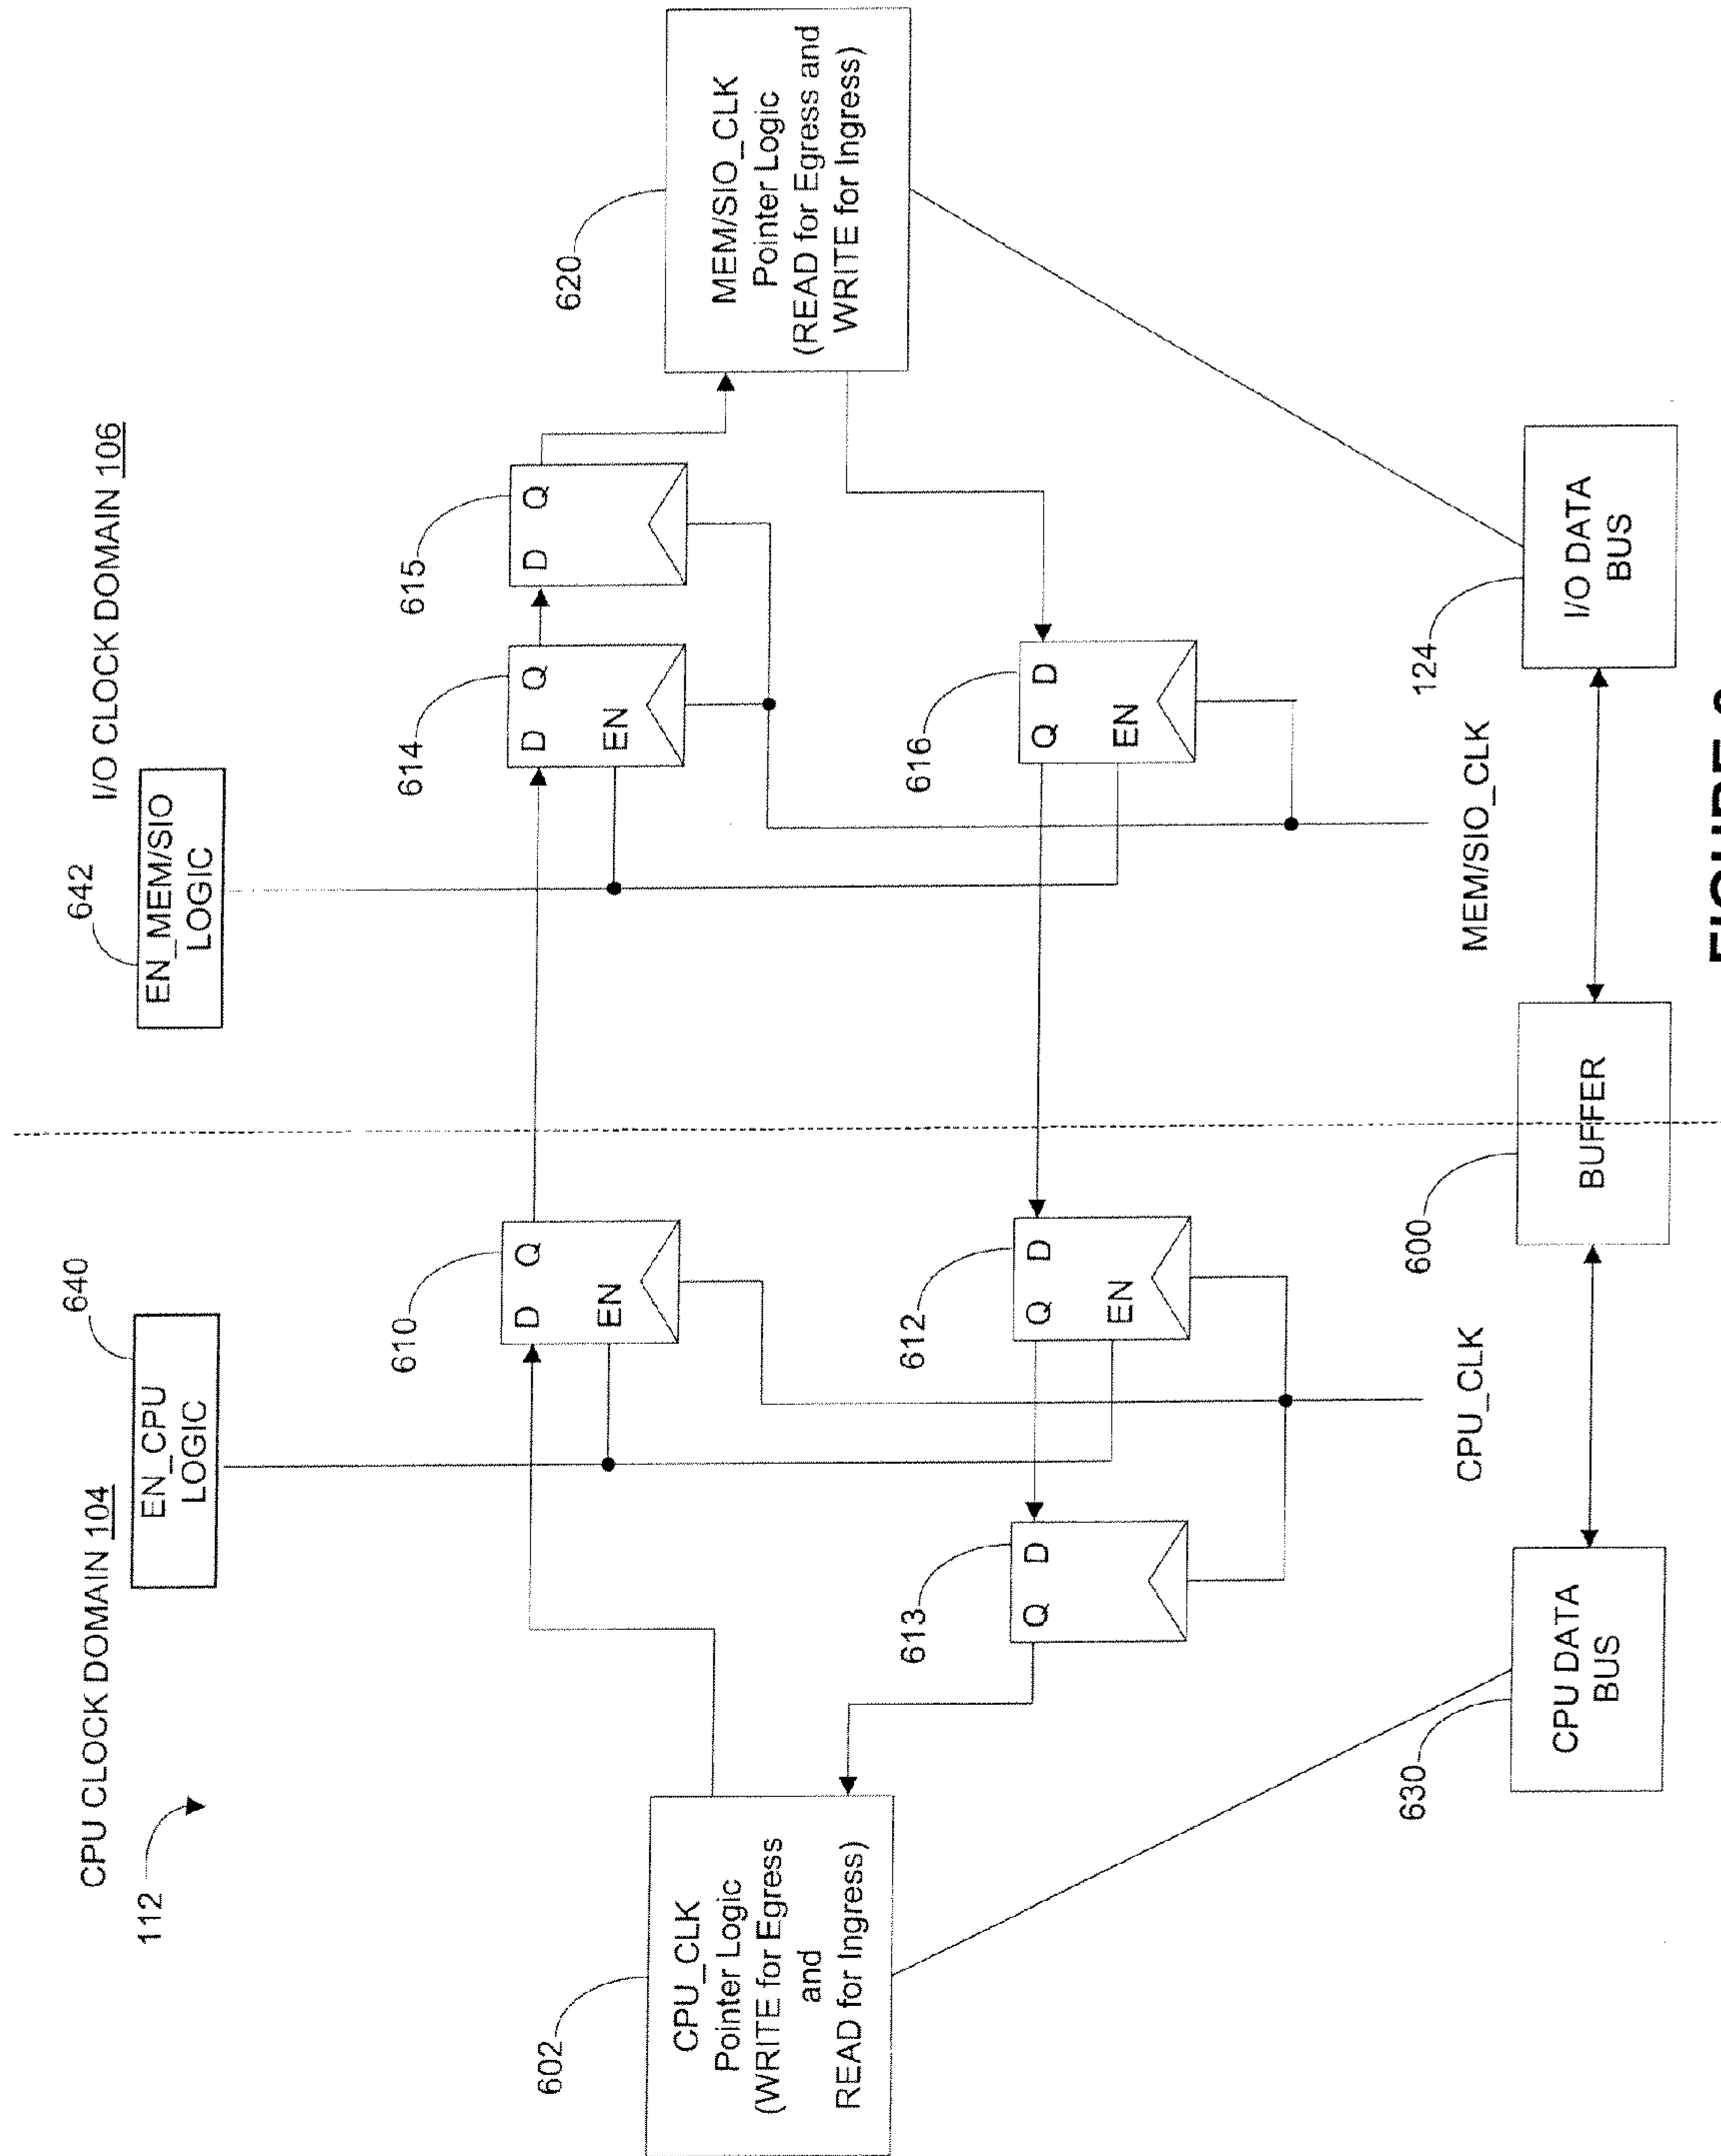 CPU CLOCK DOMAIN 104
I/O CLOCK DOMAIN 106
112
640
EN_CPU
LOGIC
642
EN_MEM/SIO
LOGIC
602
CPU_CLK
Pointer Logic
(WRITE for Egress
and
READ for Ingress)
610
D Q
EN
614
D Q
EN
615
D Q
620
MEM/SIO_CLK
Pointer Logic
(READ for Egress and
WRITE for Ingress)
613
Q D
612
Q D
EN
616
Q D
EN
CPU_CLK
MEM/SIO_CLK
630
CPU DATA
BUS
600
BUFFER
124
I/O DATA
BUS